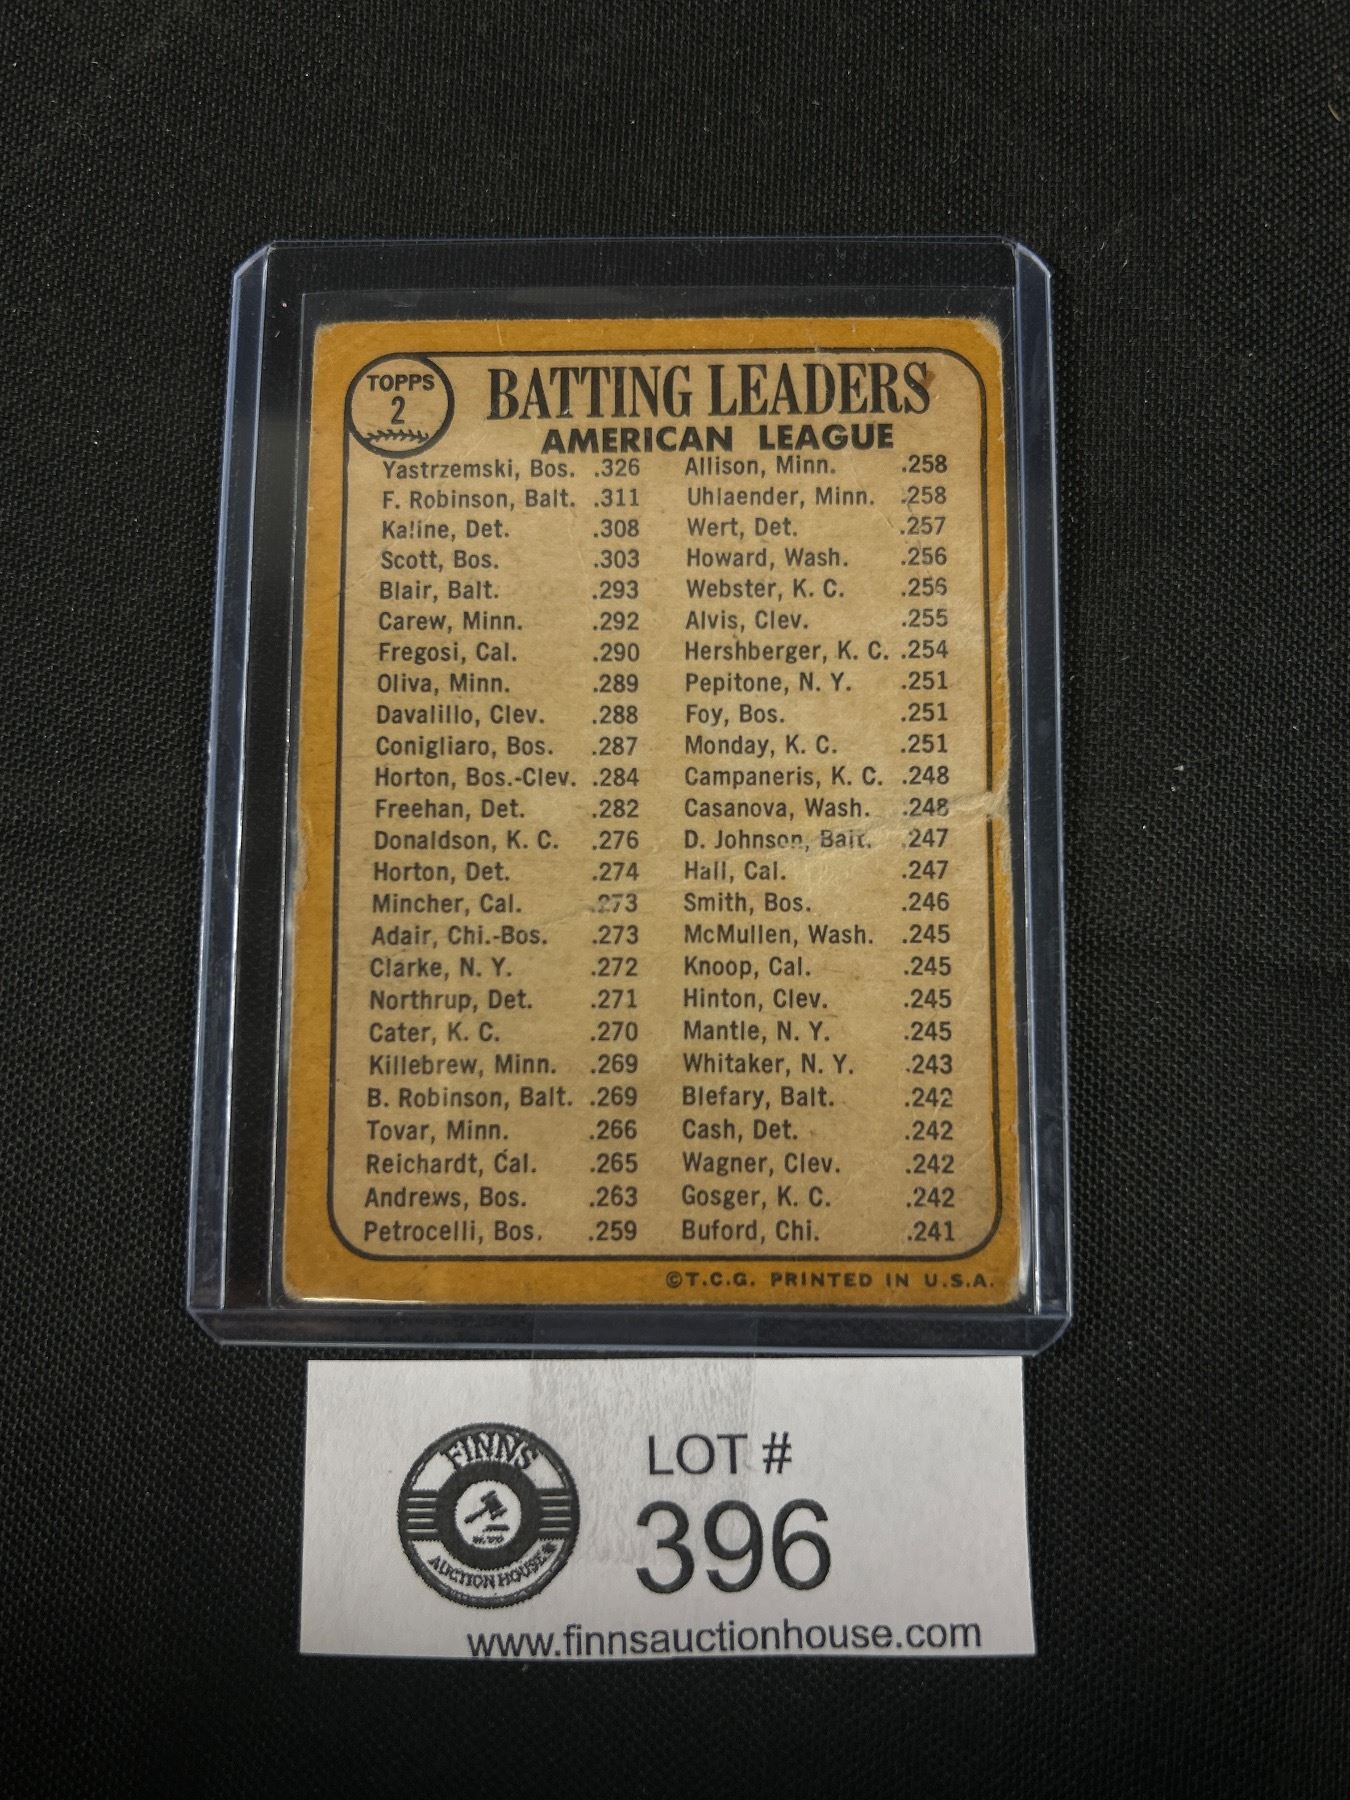 TOPPS
2
BATTING LEADERS
AMERICAN LEAGUE
Yastrzemski, Bos. .326
F. Robinson, Balt. .311
Kaline, Det. .308
Scott, Bos. .303
Blair, Balt. .293
Carew, Minn. .292
Fregosi, Cal. .290
Oliva, Minn. .289
Davalillo, Clev. .288
Conigliaro, Bos. .287
Horton, Bos.-Clev. .284
Freehan, Det. .282
Donaldson, K. C. .276
Horton, Det. .274
Mincher, Cal. .273
Adair, Chi.-Bos. .273
Clarke, N. Y. .272
Northrup, Det. .271
Cater, K. C. .270
Killebrew, Minn. .269
B. Robinson, Balt. .269
Tovar, Minn. .266
Reichardt, Cal. .265
Andrews, Bos. .263
Petrocelli, Bos. .259
Allison, Minn. .258
Uhlaender, Minn. .258
Wert, Det. .257
Howard, Wash. .256
Webster, K. C. .256
Alvis, Clev. .255
Hershberger, K. C. .254
Pepitone, N. Y. .251
Foy, Bos. .251
Monday, K. C. .251
Campaneris, K. C. .248
Casanova, Wash. .248
D. Johnson, Balt. .247
Hall, Cal. .247
Smith, Bos. .246
McMullen, Wash. .245
Knoop, Cal. .245
Hinton, Clev. .245
Mantle, N. Y. .245
Whitaker, N. Y. .243
Blefary, Balt. .242
Cash, Det. .242
Wagner, Clev. .242
Gosger, K. C. .242
Buford, Chi. .241
©T.C.G. PRINTED IN U.S.A.
FINNS
AUCTION HOUSE
LOT #
396
www.finnsauctionhouse.com